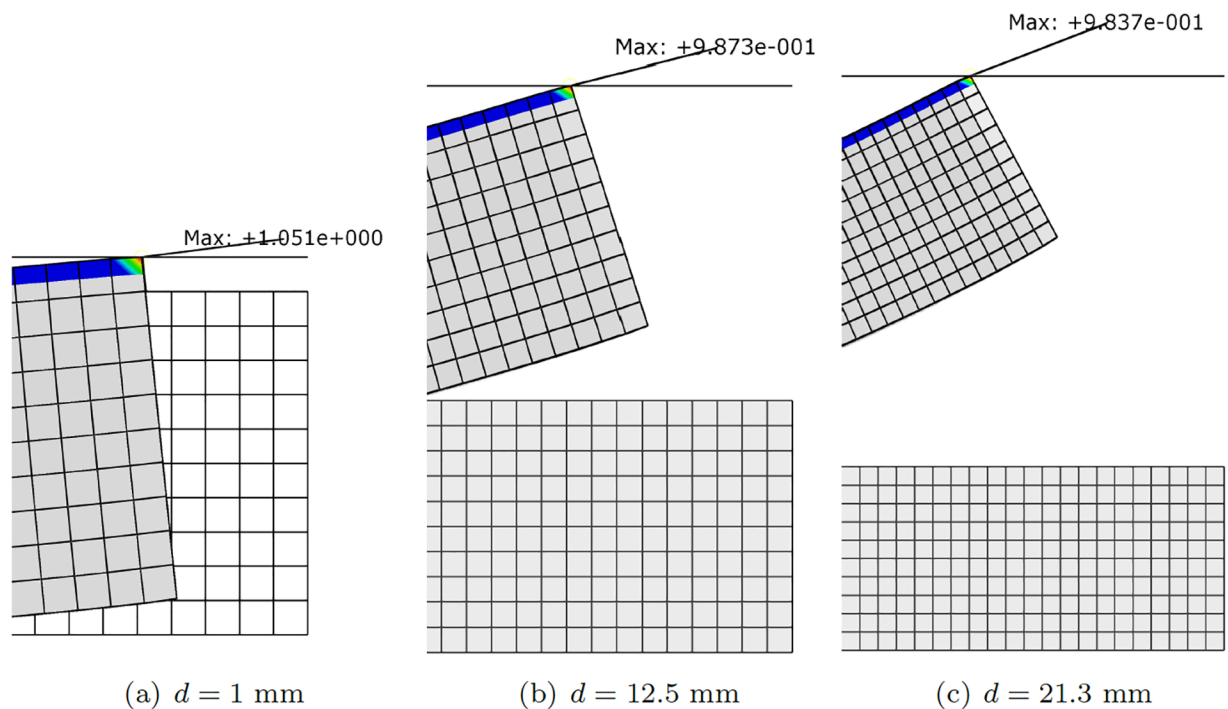 Max: +1.051e+000
Max: +9.873e-001
Max: +9.837e-001
(a) d = 1 mm
(b) d = 12.5 mm
(c) d = 21.3 mm